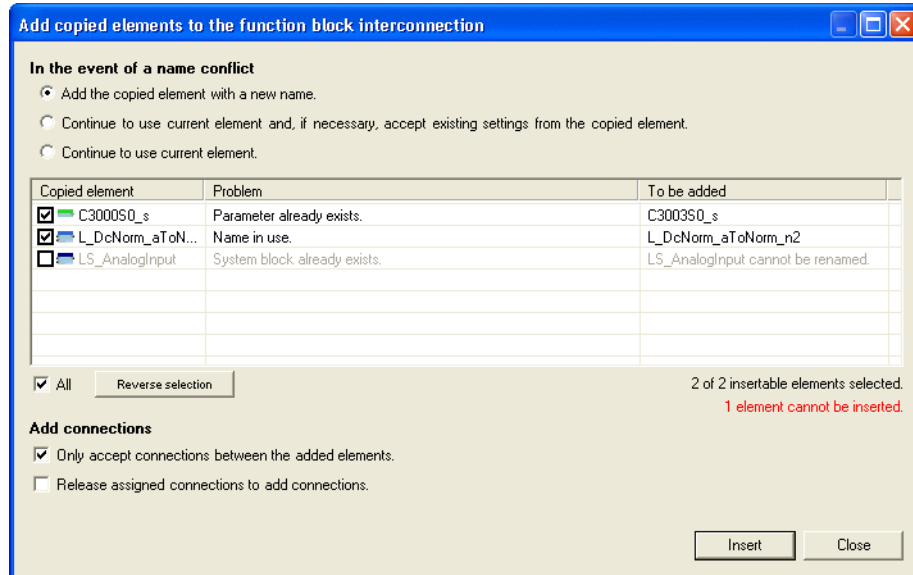 Add copied elements to the function block interconnection
In the event of a name conflict
Add the copied element with a new name.
Continue to use current element and, if necessary, accept existing settings from the copied element.
Continue to use current element.
Copied element Problem To be added
C3000S0_s Parameter already exists. C3003S0_s
L_DcNorm_aToN... Name in use. L_DcNorm_aToNorm_n2
LS_AnalogInput System block already exists. LS_AnalogInput cannot be renamed.
All Reverse selection 2 of 2 insertable elements selected.
1 element cannot be inserted.
Add connections
Only accept connections between the added elements.
Release assigned connections to add connections.
Insert Close